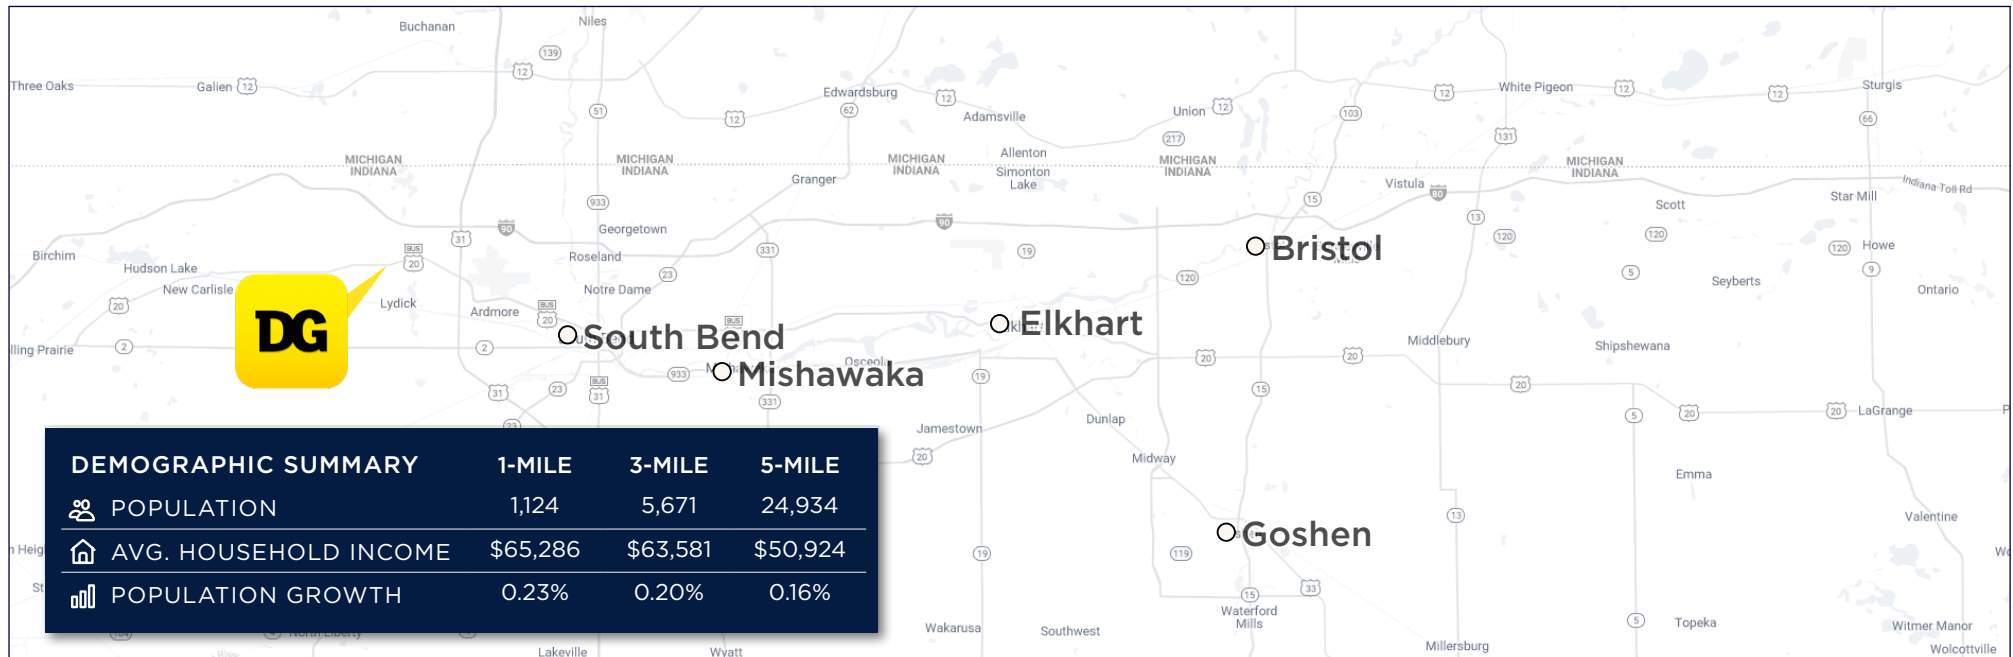 Buchanan
Niles
139
12
Three Oaks
Galien
12
51
12
Edwardsburg
62
12
Adamsville
Union
12
217
103
12
White Pigeon
12
131
12
Sturgis
66
Allenton
Simonton
Lake
MICHIGAN
INDIANA
MICHIGAN
INDIANA
MICHIGAN
INDIANA
MICHIGAN
INDIANA
MICHIGAN
INDIANA
Granger
Vistula
80
Indiana Toll Rd
Star Mill
Scott
933
15
13
90
31
Georgetown
90
331
19
120
120
120
Howe
9
Birchim
Hudson Lake
BUS
20
Roseland
23
Bristol
120
5
Seyberts
Ontario
New Carlisle
20
Lydick
Notre Dame
Ardmore
BUS
20
BUS
DG
South Bend
Elkhart
lling Prairie
2
2
933
Mishawaka
Osceola
19
20
20
Middlebury
Shipshewana
31
23
BUS
31
331
15
20
5
20
20
LaGrange
23
Jamestown
Dunlap
20
Midway
Emma
DEMOGRAPHIC SUMMARY 1-MILE 3-MILE 5-MILE
POPULATION 1,124 5,671 24,934
AVG. HOUSEHOLD INCOME $65,286 $63,581 $50,924
POPULATION GROWTH 0.23% 0.20% 0.16%
13
Valentine
Goshen
19
119
33
15
Waterford
Mills
5
Topeka
Wakarusa
Southwest
Millersburg
Witmer Manor
Wolcottville
North Liberty
Lakeville
Wyatt